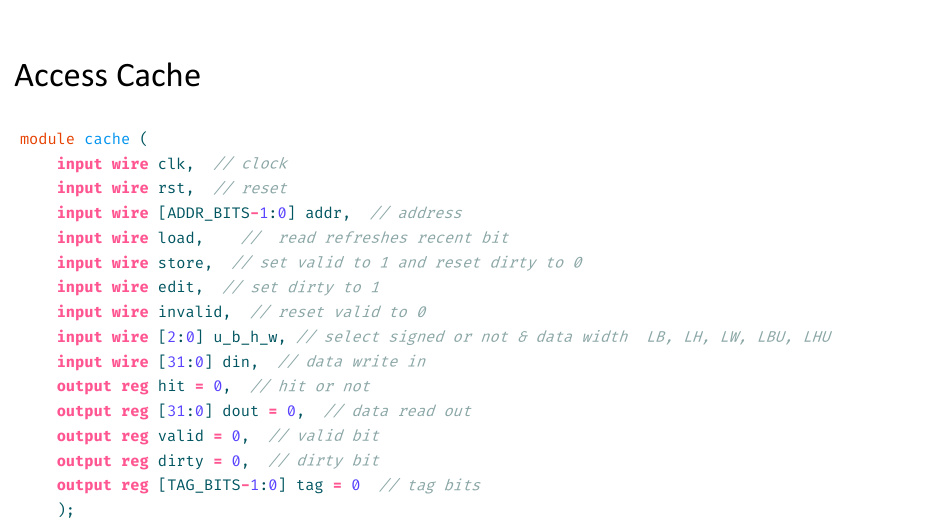 Access Cache
module cache (
input wire clk, // clock
input wire rst, // reset
input wire [ADDR_BITS-1:0] addr, // address
input wire load, // read refreshes recent bit
input wire store, // set valid to 1 and reset dirty to 0
input wire edit, // set dirty to 1
input wire invalid, // reset valid to 0
input wire [2:0] u_b_h_w, // select signed or not & data width LB, LH, LW, LBU, LHU
input wire [31:0] din, // data write in
output reg hit = 0, // hit or not
output reg [31:0] dout = 0, // data read out
output reg valid = 0, // valid bit
output reg dirty = 0, // dirty bit
output reg [TAG_BITS-1:0] tag = 0 // tag bits
);